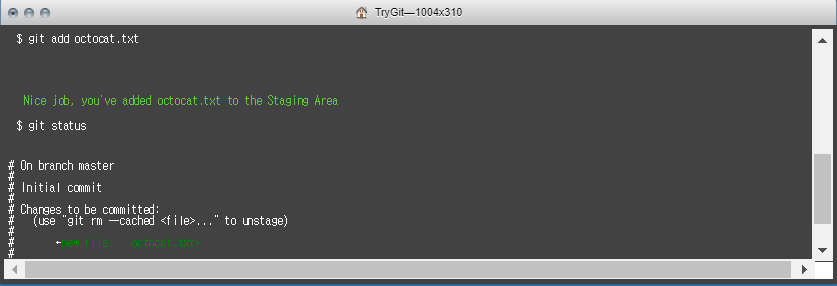 TryGit—1004x310
$ git add octocat.txt
Nice job, you've added octocat.txt to the Staging Area
$ git status
# On branch master
#
# Initial commit
#
# Changes to be committed:
#   (use "git rm --cached <file>..." to unstage)
#
#       ←new file:   octocat.txt←
#